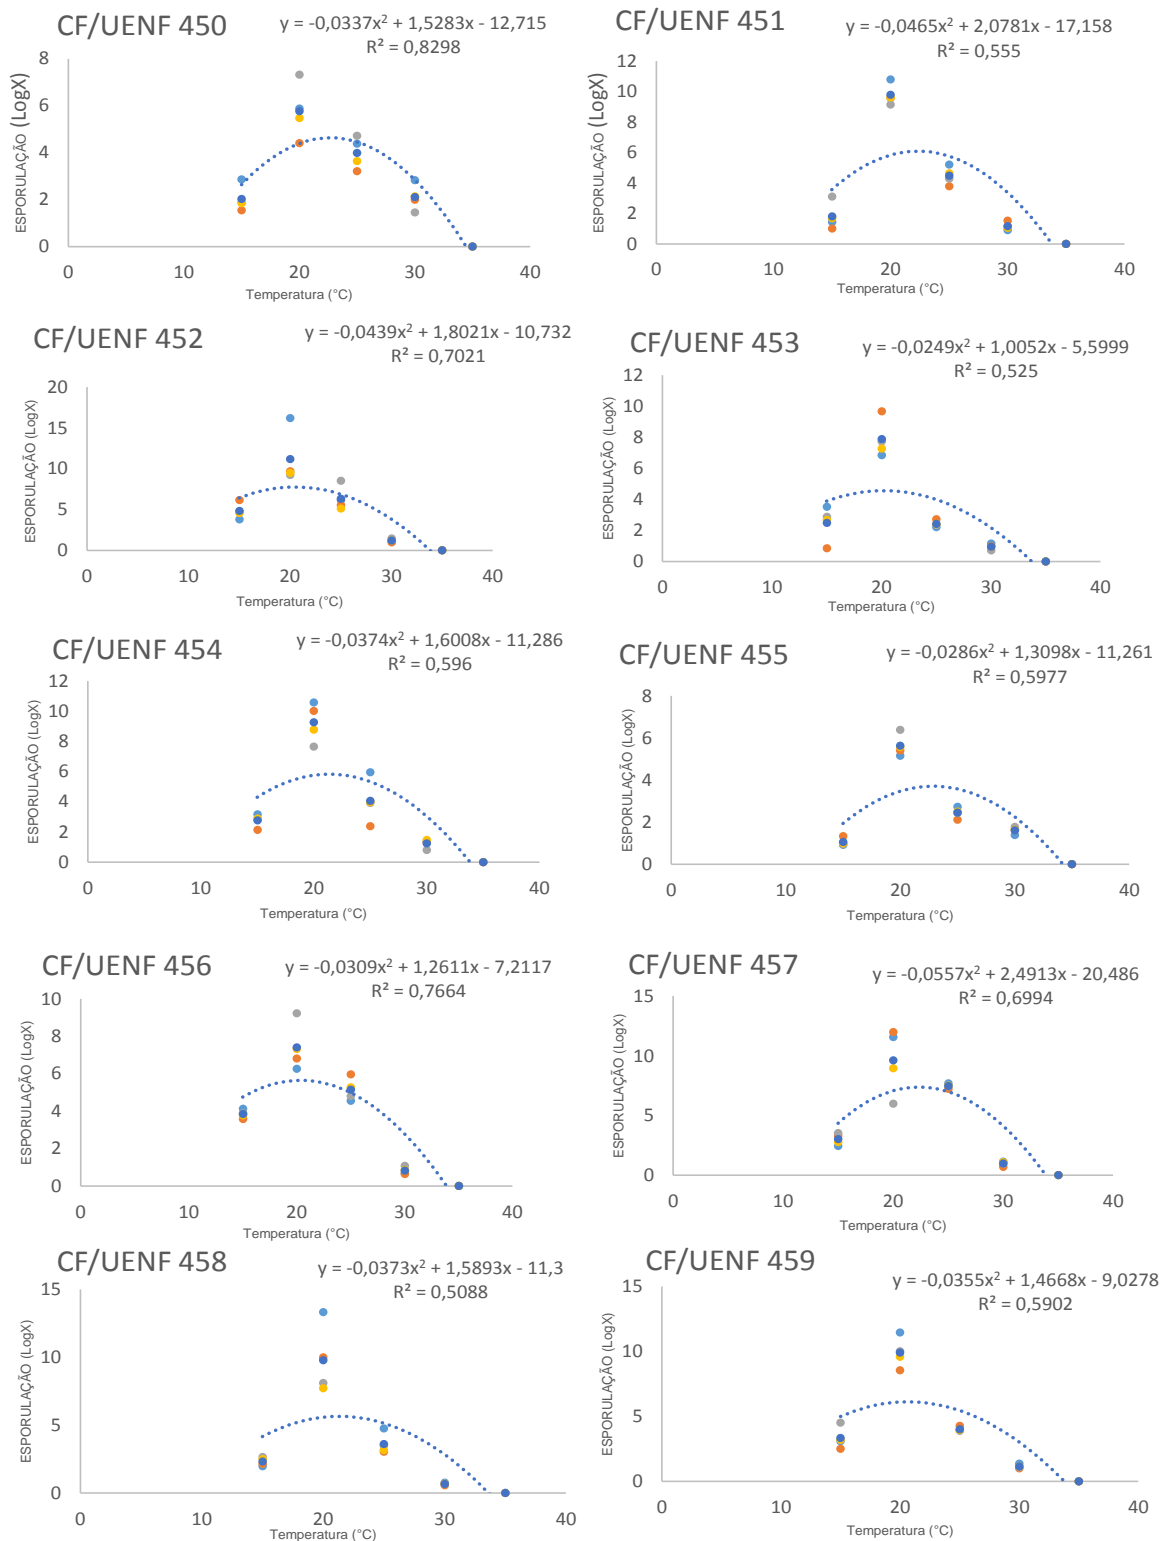 CF/UENF 450
y = -0,0337x² + 1,5283x - 12,715
R² = 0,8298
ESPORULAÇÃO (LogX)
8
6
4
2
0
0 10 20 30 40
Temperatura (°C)
CF/UENF 451
y = -0,0465x² + 2,0781x - 17,158
R² = 0,555
ESPORULAÇÃO (LogX)
12
10
8
6
4
2
0
0 10 20 30 40
Temperatura (°C)
CF/UENF 452
y = -0,0439x² + 1,8021x - 10,732
R² = 0,7021
ESPORULAÇÃO (LogX)
20
15
10
5
0
0 10 20 30 40
Temperatura (°C)
CF/UENF 453
y = -0,0249x² + 1,0052x - 5,5999
R² = 0,525
ESPORULAÇÃO (LogX)
12
10
8
6
4
2
0
0 10 20 30 40
Temperatura (°C)
CF/UENF 454
y = -0,0374x² + 1,6008x - 11,286
R² = 0,596
ESPORULAÇÃO (LogX)
12
10
8
6
4
2
0
0 10 20 30 40
Temperatura (°C)
CF/UENF 455
y = -0,0286x² + 1,3098x - 11,261
R² = 0,5977
ESPORULAÇÃO (LogX)
8
6
4
2
0
0 10 20 30 40
Temperatura (°C)
CF/UENF 456
y = -0,0309x² + 1,2611x - 7,2117
R² = 0,7664
ESPORULAÇÃO (LogX)
10
8
6
4
2
0
0 10 20 30 40
Temperatura (°C)
CF/UENF 457
y = -0,0557x² + 2,4913x - 20,486
R² = 0,6994
ESPORULAÇÃO (LogX)
15
10
5
0
0 10 20 30 40
Temperatura (°C)
CF/UENF 458
y = -0,0373x² + 1,5893x - 11,3
R² = 0,5088
ESPORULAÇÃO (LogX)
15
10
5
0
0 10 20 30 40
Temperatura (°C)
CF/UENF 459
y = -0,0355x² + 1,4668x - 9,0278
R² = 0,5902
ESPORULAÇÃO (LogX)
15
10
5
0
0 10 20 30 40
Temperatura (°C)